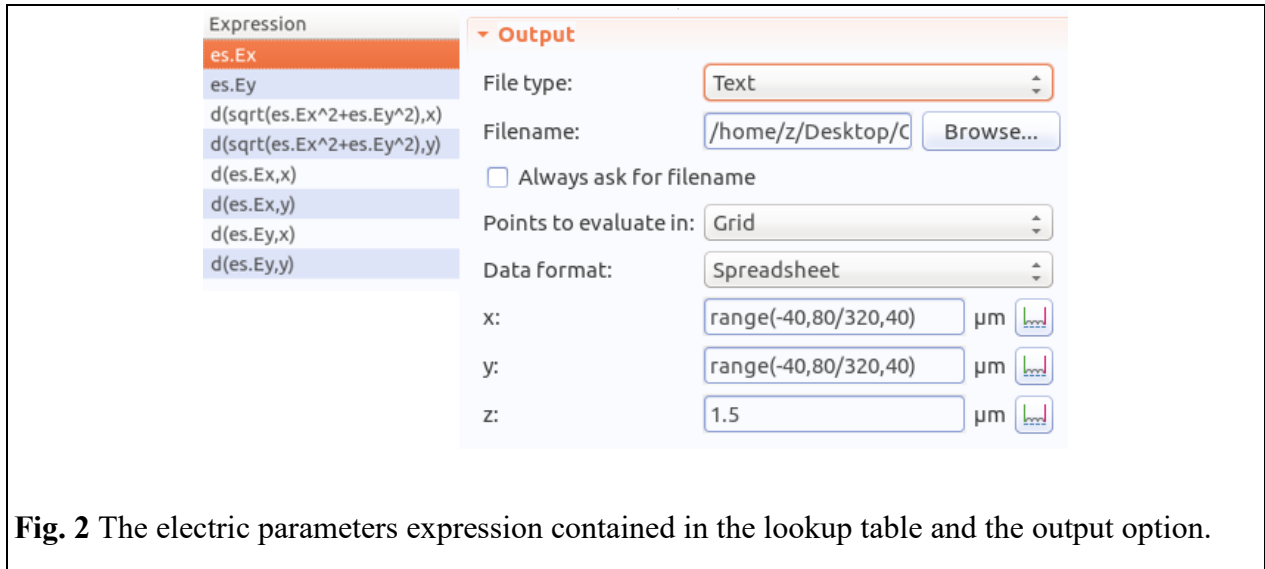 Expression
es.Ex
es.Ey
d(sqrt(es.Ex^2+es.Ey^2),x)
d(sqrt(es.Ex^2+es.Ey^2),y)
d(es.Ex,x)
d(es.Ex,y)
d(es.Ey,x)
d(es.Ey,y)
Output
File type: Text
Filename: /home/z/Desktop/C Browse...
Always ask for filename
Points to evaluate in: Grid
Data format: Spreadsheet
x: range(-40,80/320,40) μm
y: range(-40,80/320,40) μm
z: 1.5 μm
Fig. 2 The electric parameters expression contained in the lookup table and the output option.